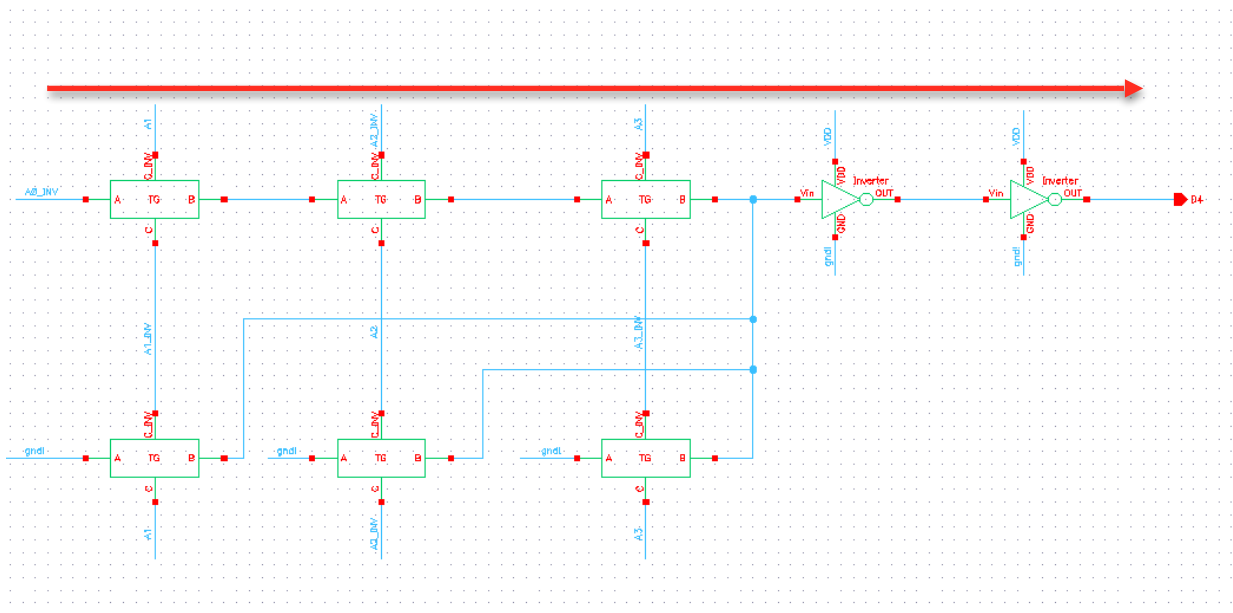 A1
A2_INV
A3
VDD
VDD
C_INV
C_INV
C_INV
VDD
Inverter
VDD
Inverter
A0_INV
A TG B
A TG B
A TG B
Vin
OUT
Vin
OUT
D4
C
C
C
GND
GND
gnd!
gnd!
A1_INV
A2
A3_INV
C_INV
C_INV
C_INV
gnd!
A TG B
gnd!
A TG B
gnd!
A TG B
C
C
C
A1
A2_INV
A3